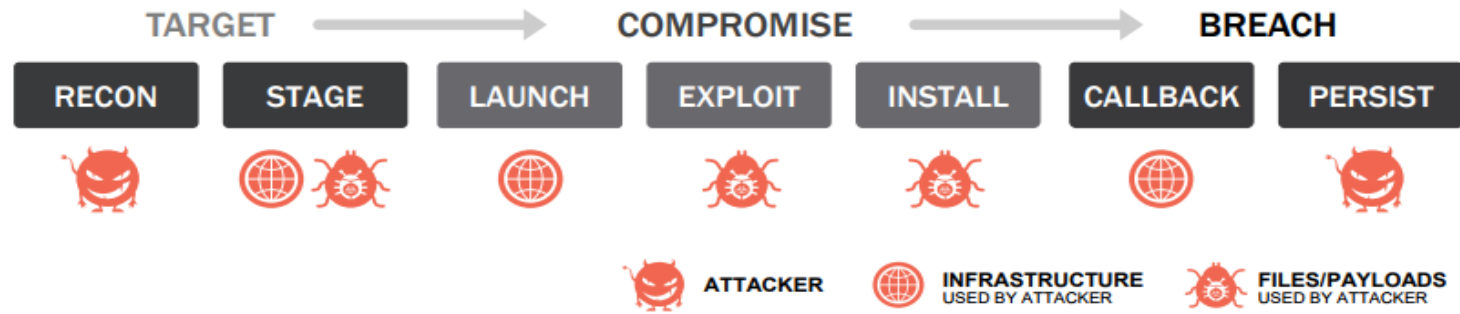 TARGET COMPROMISE BREACH
RECON STAGE LAUNCH EXPLOIT INSTALL CALLBACK PERSIST
ATTACKER
INFRASTRUCTURE
USED BY ATTACKER
FILES/PAYLOADS
USED BY ATTACKER